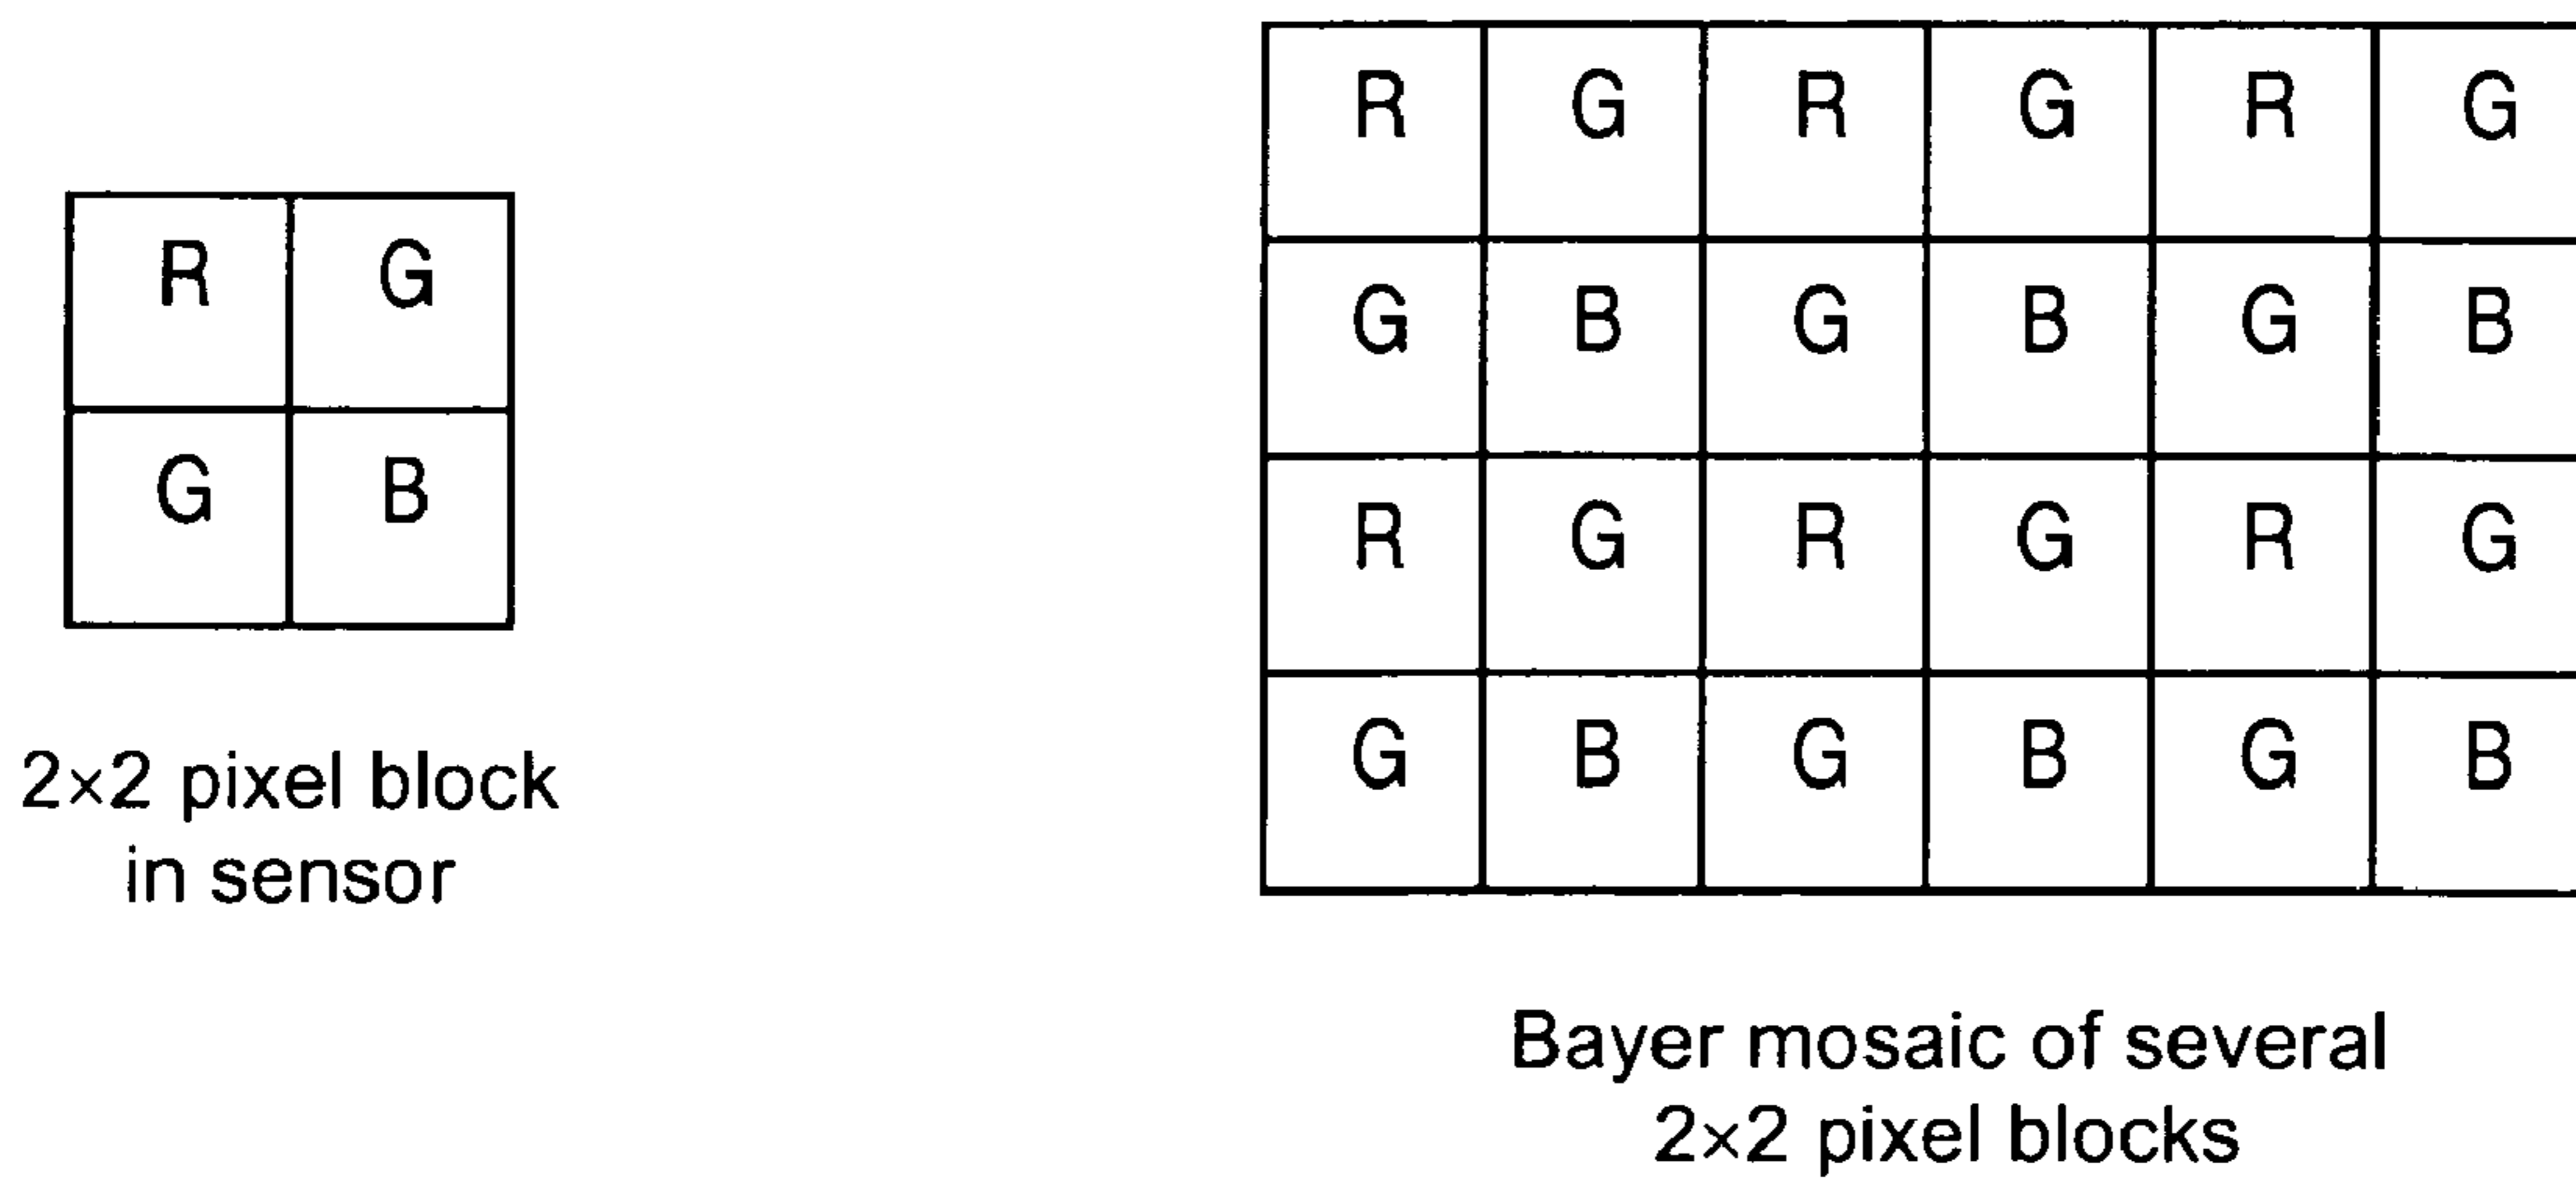 R G
G B
2×2 pixel block
in sensor
R G R G R G
G B G B G B
R G R G R G
G B G B G B
Bayer mosaic of several
2×2 pixel blocks